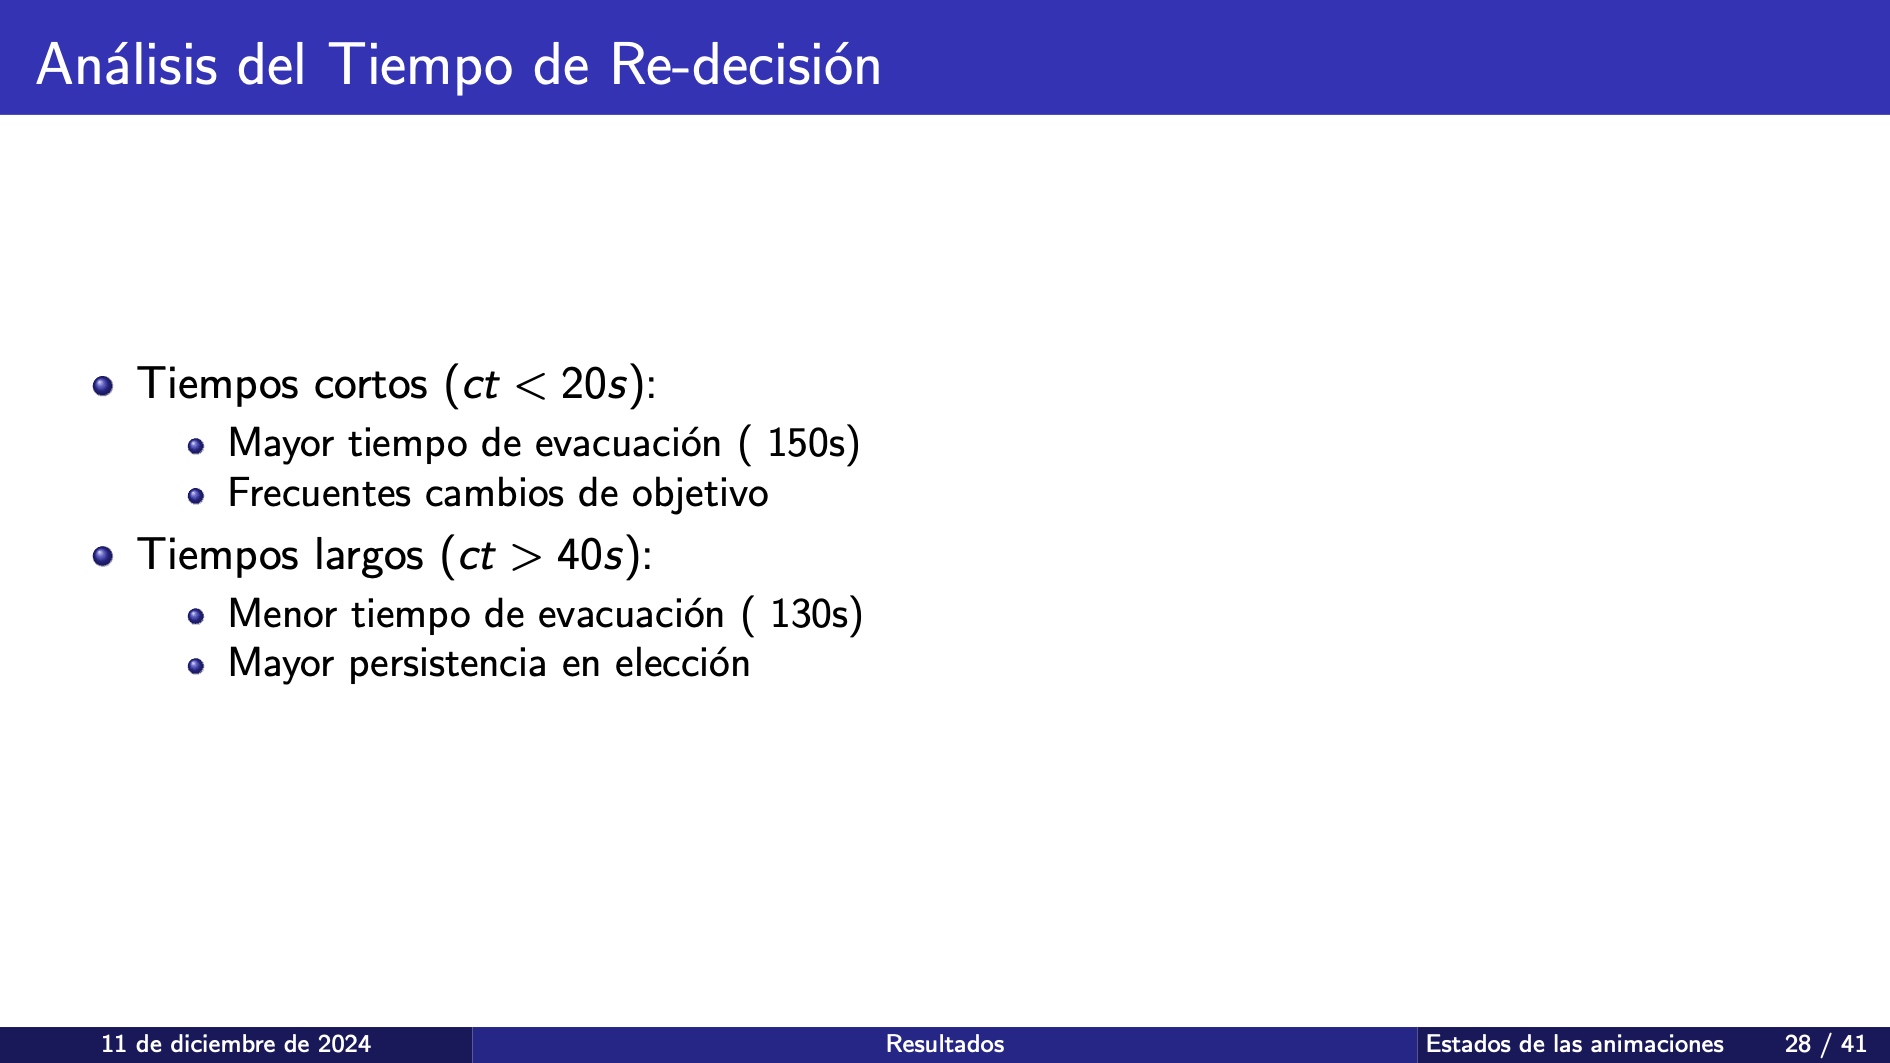 Análisis del Tiempo de Re-decisión
Tiempos cortos (ct < 20s):
Mayor tiempo de evacuación ( 150s)
Frecuentes cambios de objetivo
Tiempos largos (ct > 40s):
Menor tiempo de evacuación ( 130s)
Mayor persistencia en elección
11 de diciembre de 2024 Resultados Estados de las animaciones 28 / 41